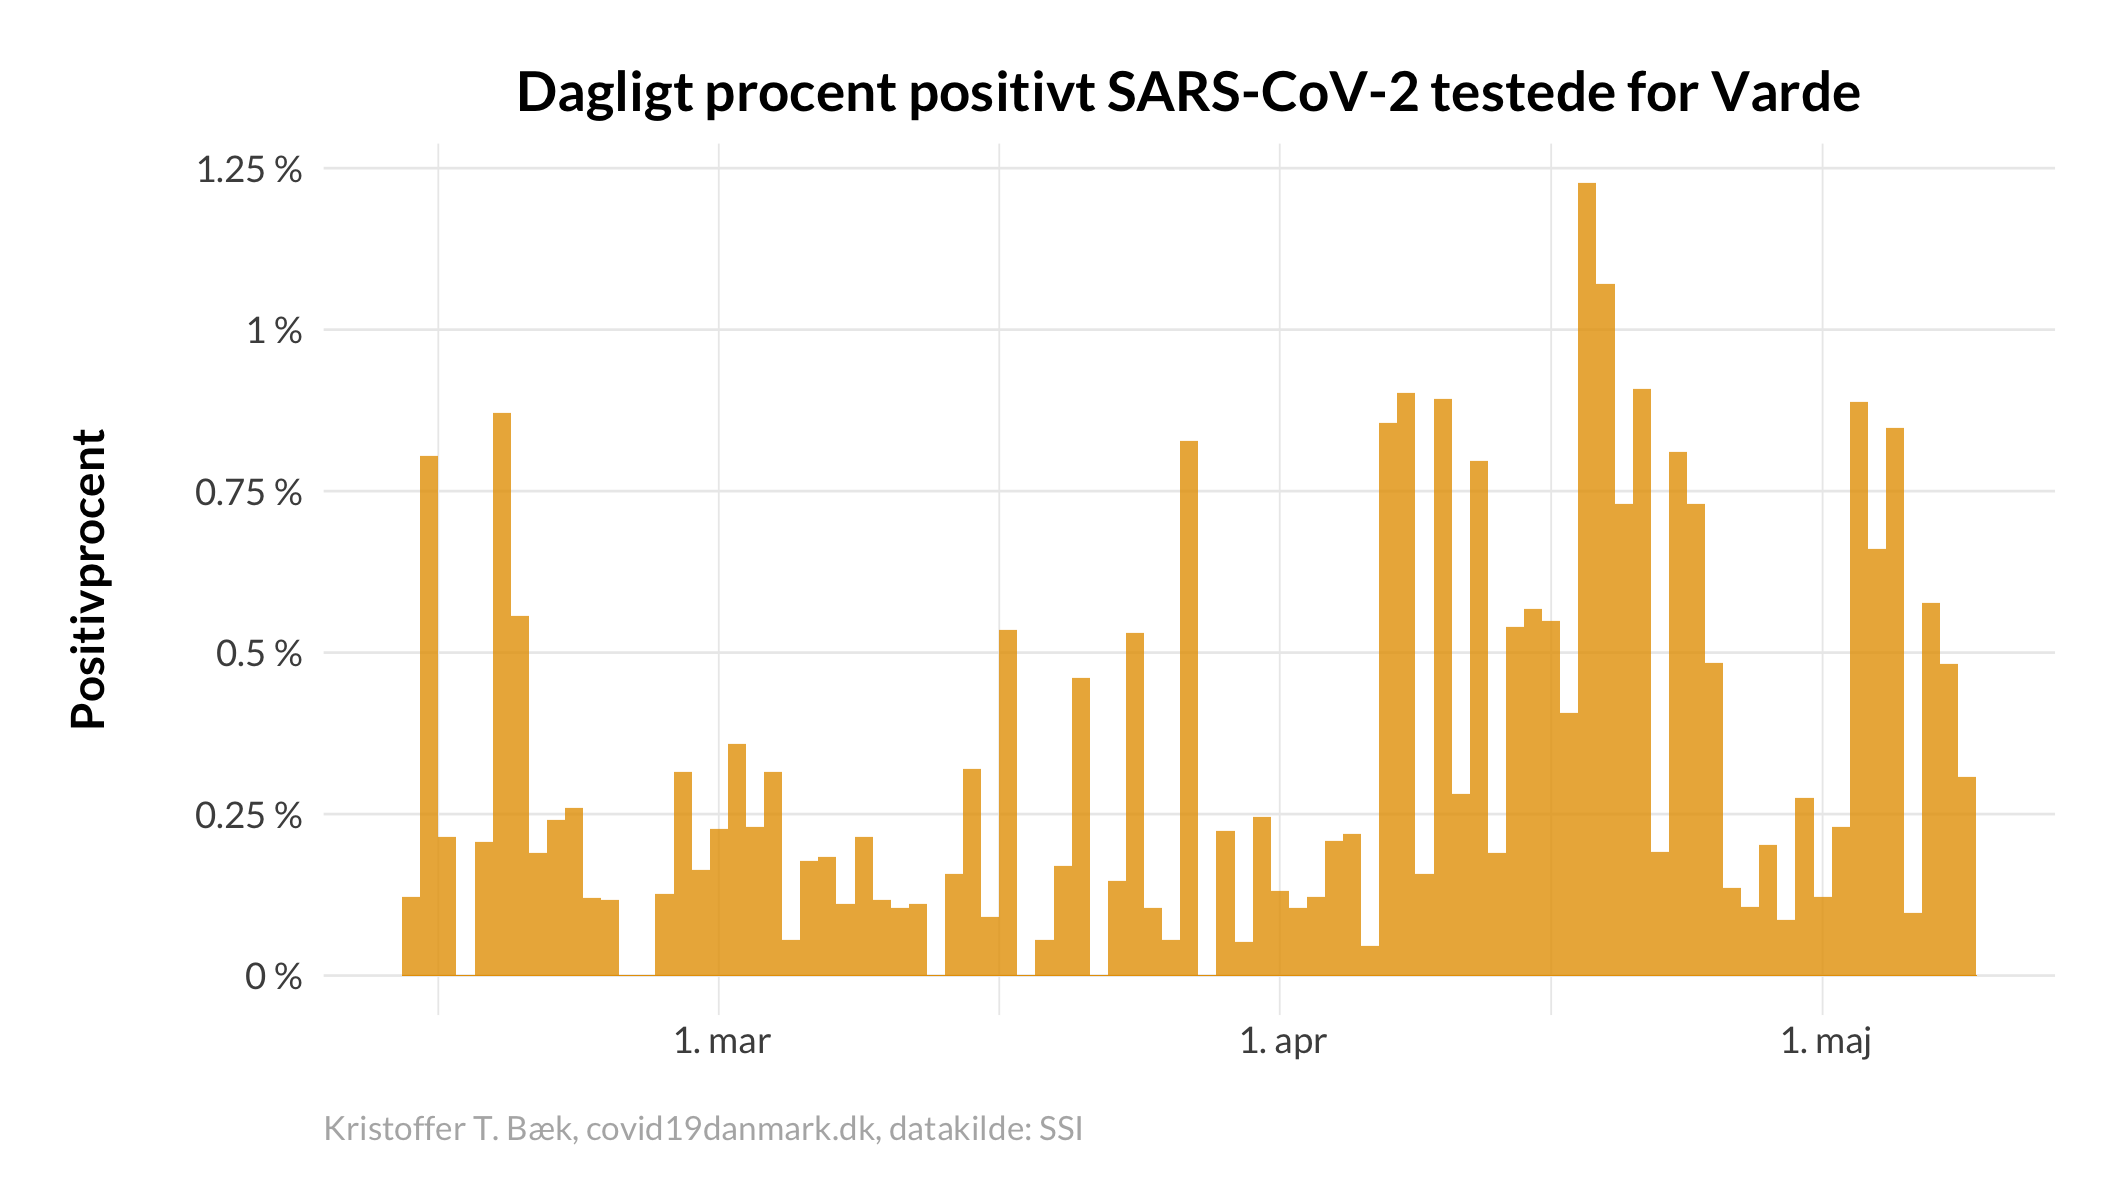 Dagligt procent positivt SARS-CoV-2 testede for Varde
Positivprocent
1.25 %
1 %
0.75 %
0.5 %
0.25 %
0 %
1. mar
1. apr
1. maj
Kristoffer T. Bæk, covid19danmark.dk, datakilde: SSI